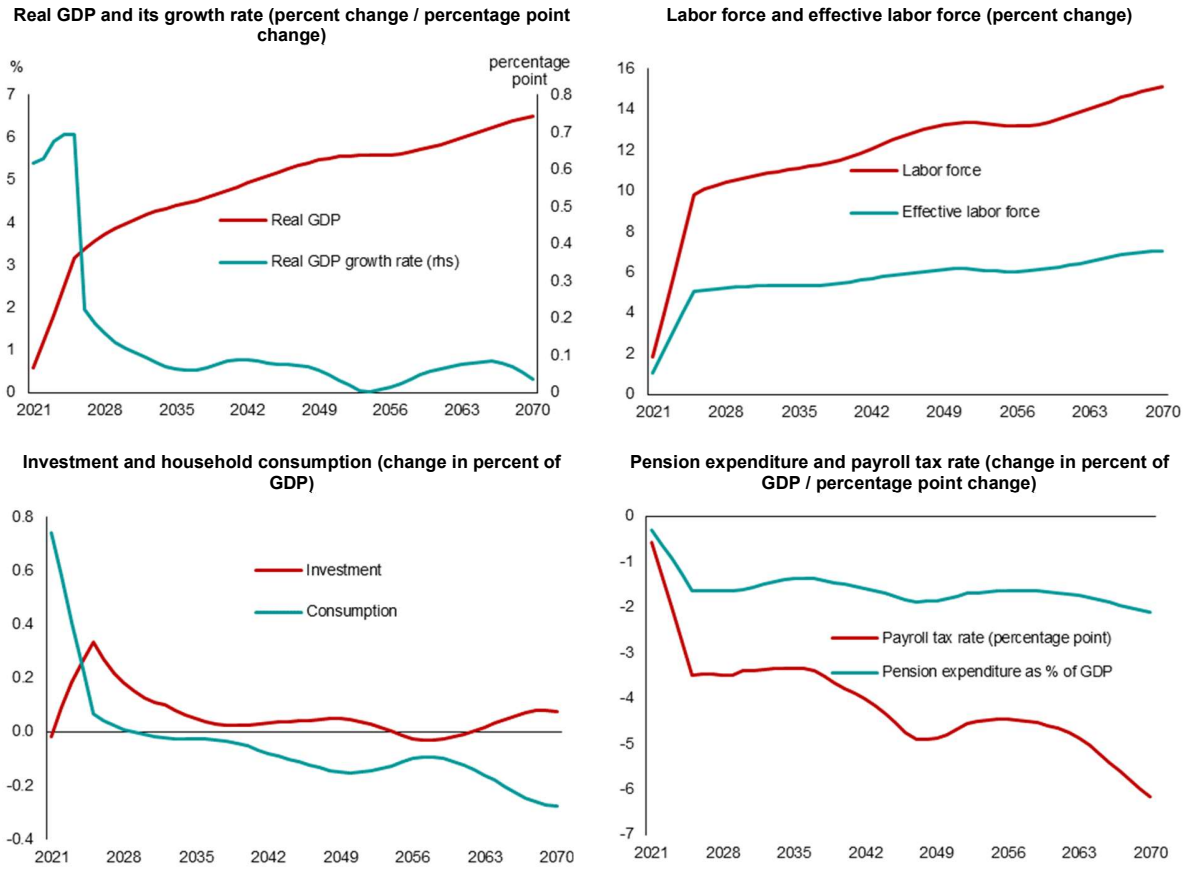 Real GDP and its growth rate (percent change / percentage point
change)
%
percentage
point
7
6
5
4
3
2
1
0
0.8
0.7
0.6
0.5
0.4
0.3
0.2
0.1
0
Real GDP
Real GDP growth rate (rhs)
2021 2028 2035 2042 2049 2056 2063 2070
Labor force and effective labor force (percent change)
16
14
12
10
8
6
4
2
0
Labor force
Effective labor force
2021 2028 2035 2042 2049 2056 2063 2070
Investment and household consumption (change in percent of
GDP)
0.8
0.6
0.4
0.2
0.0
-0.2
-0.4
Investment
Consumption
2021 2028 2035 2042 2049 2056 2063 2070
Pension expenditure and payroll tax rate (change in percent of
GDP / percentage point change)
0
-1
-2
-3
-4
-5
-6
-7
Payroll tax rate (percentage point)
Pension expenditure as % of GDP
2021 2028 2035 2042 2049 2056 2063 2070